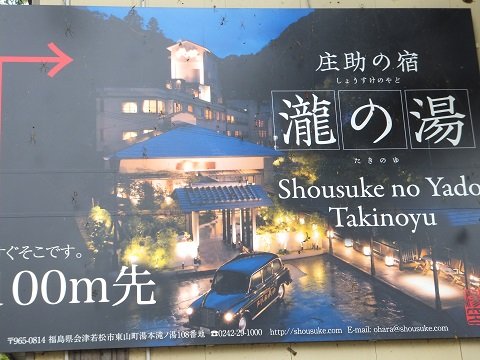 庄助の宿
しょうすけのやど
瀧の湯
たきのゆ
Shousuke no Yado
Takinoyu
すぐそこです。
100m先
〒965-0814 福島県会津若松市東山町湯本滝ノ湯108番地 ☎0242-29-1000 http://shousuke.com/ E-mail: ohara@shousuke.com